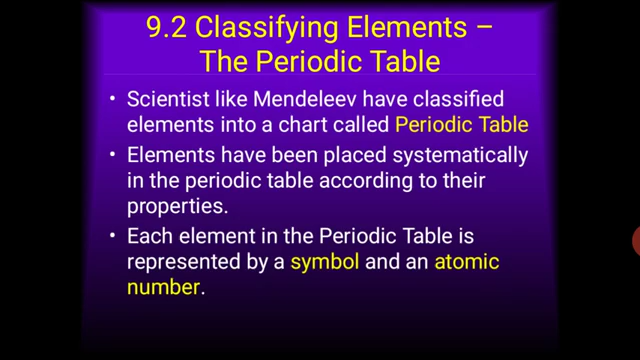 9.2 Classifying Elements –
The Periodic Table
• Scientist like Mendeleev have classified
elements into a chart called Periodic Table
• Elements have been placed systematically
in the periodic table according to their
properties.
• Each element in the Periodic Table is
represented by a symbol and an atomic
number.